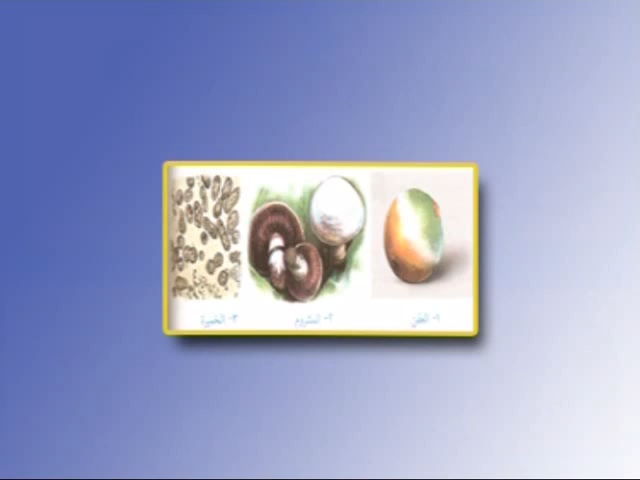 ١- العفن
٢- المشروم
٣- الخميرة